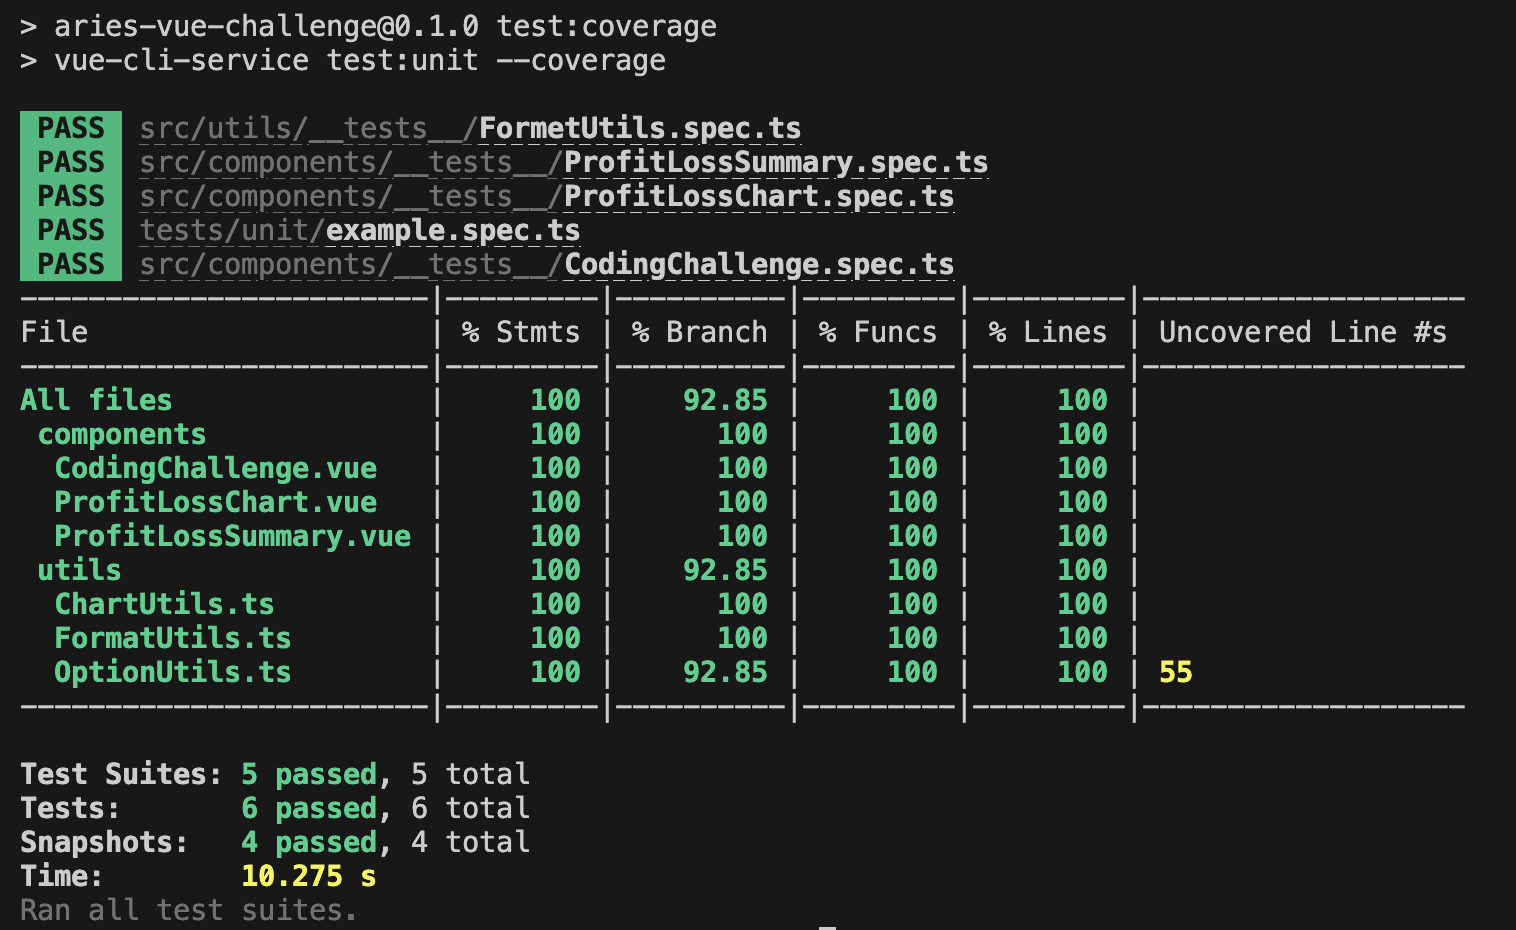 > aries-vue-challenge@0.1.0 test:coverage
> vue-cli-service test:unit --coverage
PASS src/utils/__tests__/FormetUtils.spec.ts
PASS src/components/__tests__/ProfitLossSummary.spec.ts
PASS src/components/__tests__/ProfitLossChart.spec.ts
PASS tests/unit/example.spec.ts
PASS src/components/__tests__/CodingChallenge.spec.ts
------------------------|---------|----------|---------|---------|-------------------
File                    | % Stmts | % Branch | % Funcs | % Lines | Uncovered Line #s
------------------------|---------|----------|---------|---------|-------------------
All files               |     100 |    92.85 |     100 |     100 |
 components             |     100 |      100 |     100 |     100 |
  CodingChallenge.vue   |     100 |      100 |     100 |     100 |
  ProfitLossChart.vue   |     100 |      100 |     100 |     100 |
  ProfitLossSummary.vue |     100 |      100 |     100 |     100 |
 utils                  |     100 |    92.85 |     100 |     100 |
  ChartUtils.ts         |     100 |      100 |     100 |     100 |
  FormatUtils.ts        |     100 |      100 |     100 |     100 |
  OptionUtils.ts        |     100 |    92.85 |     100 |     100 | 55
------------------------|---------|----------|---------|---------|-------------------
Test Suites: 5 passed, 5 total
Tests:       6 passed, 6 total
Snapshots:   4 passed, 4 total
Time:        10.275 s
Ran all test suites.